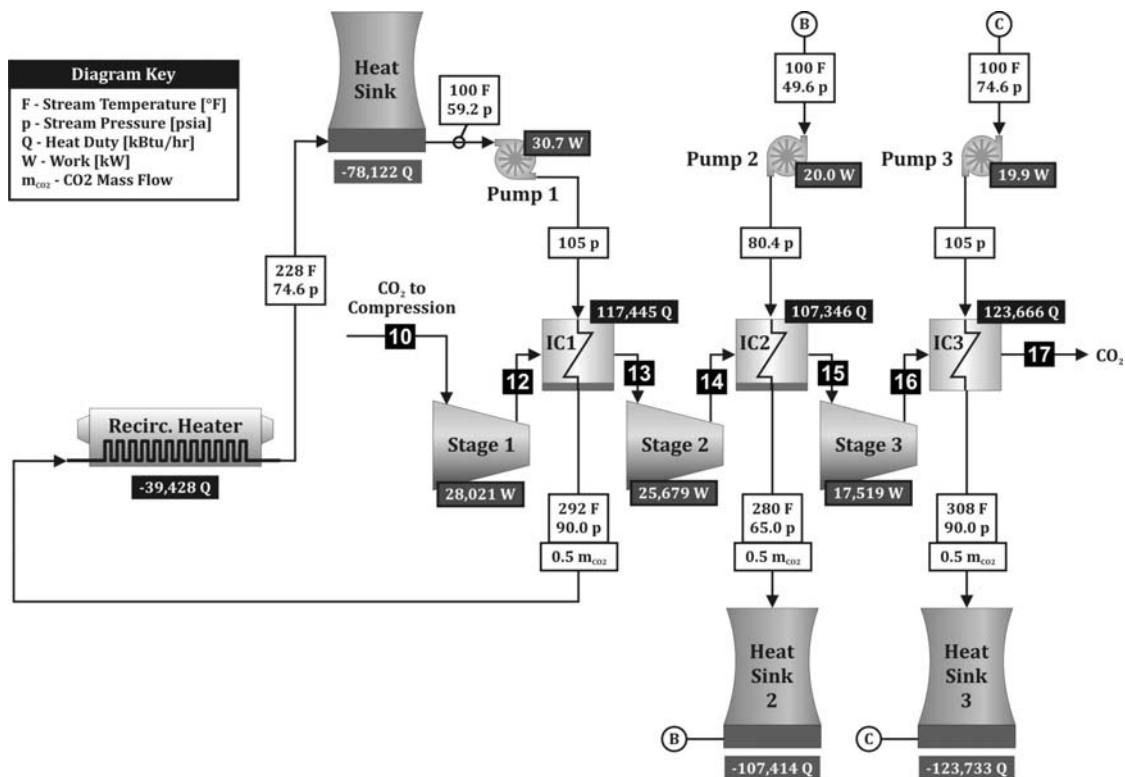 Diagram Key
F - Stream Temperature [°F]
p - Stream Pressure [psia]
Q - Heat Duty [kBtu/hr]
W - Work [kW]
mCO2 - CO2 Mass Flow
Heat
Sink
-78,122 Q
100 F
59.2 p
30.7 W
Pump 1
B
100 F
49.6 p
Pump 2
20.0 W
C
100 F
74.6 p
Pump 3
19.9 W
105 p
80.4 p
105 p
228 F
74.6 p
CO2 to
Compression
10
117,445 Q
IC1
12
13
107,346 Q
IC2
14
15
123,666 Q
IC3
16
17
CO2
Recirc. Heater
-39,428 Q
Stage 1
28,021 W
Stage 2
25,679 W
Stage 3
17,519 W
292 F
90.0 p
0.5 mCO2
280 F
65.0 p
0.5 mCO2
308 F
90.0 p
0.5 mCO2
Heat
Sink
2
B
-107,414 Q
Heat
Sink
3
C
-123,733 Q